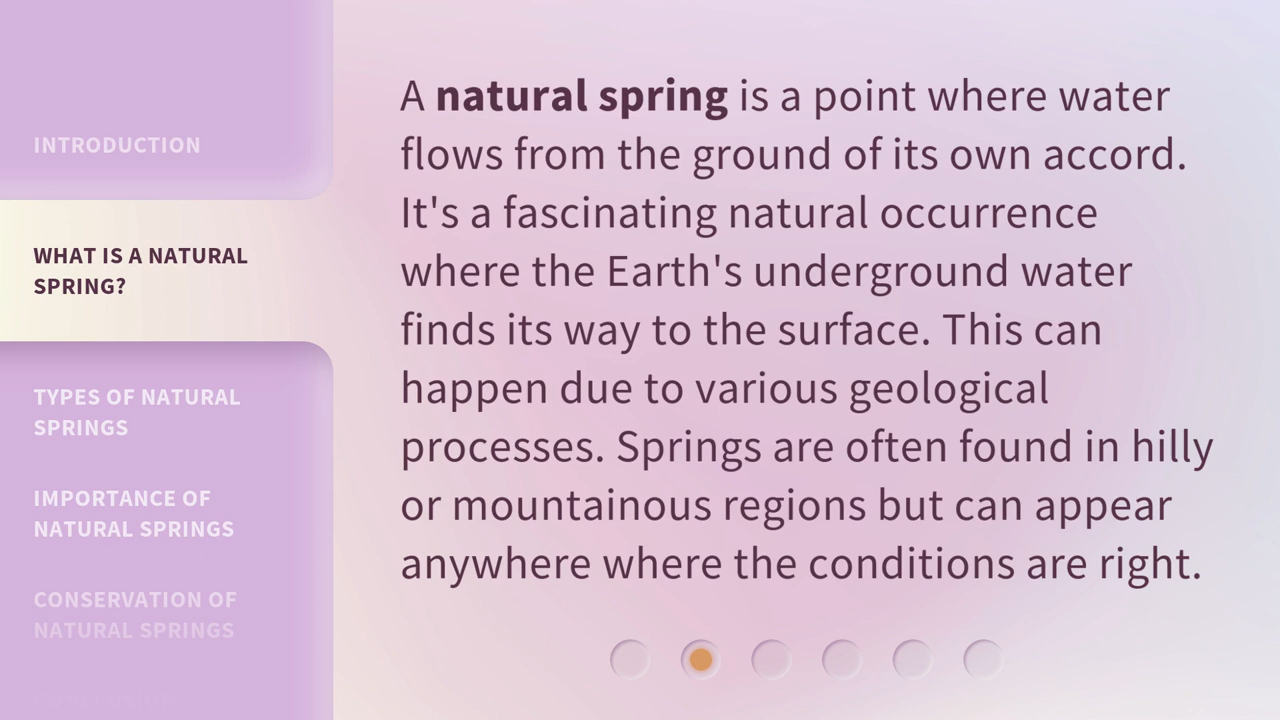 INTRODUCTION
WHAT IS A NATURAL
SPRING?
TYPES OF NATURAL
SPRINGS
IMPORTANCE OF
NATURAL SPRINGS
CONSERVATION OF
NATURAL SPRINGS
A natural spring is a point where water
flows from the ground of its own accord.
It's a fascinating natural occurrence
where the Earth's underground water
finds its way to the surface. This can
happen due to various geological
processes. Springs are often found in hilly
or mountainous regions but can appear
anywhere where the conditions are right.